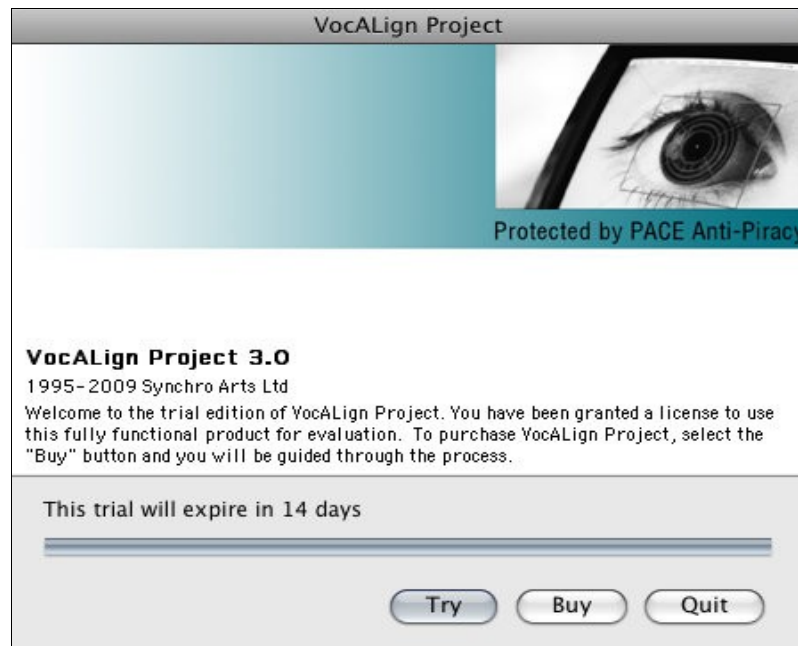 VocALign Project
Protected by PACE Anti-Piracy
VocALign Project 3.0
1995-2009 Synchro Arts Ltd
Welcome to the trial edition of VocALign Project. You have been granted a license to use
this fully functional product for evaluation. To purchase VocALign Project, select the
"Buy" button and you will be guided through the process.
This trial will expire in 14 days
Try Buy Quit